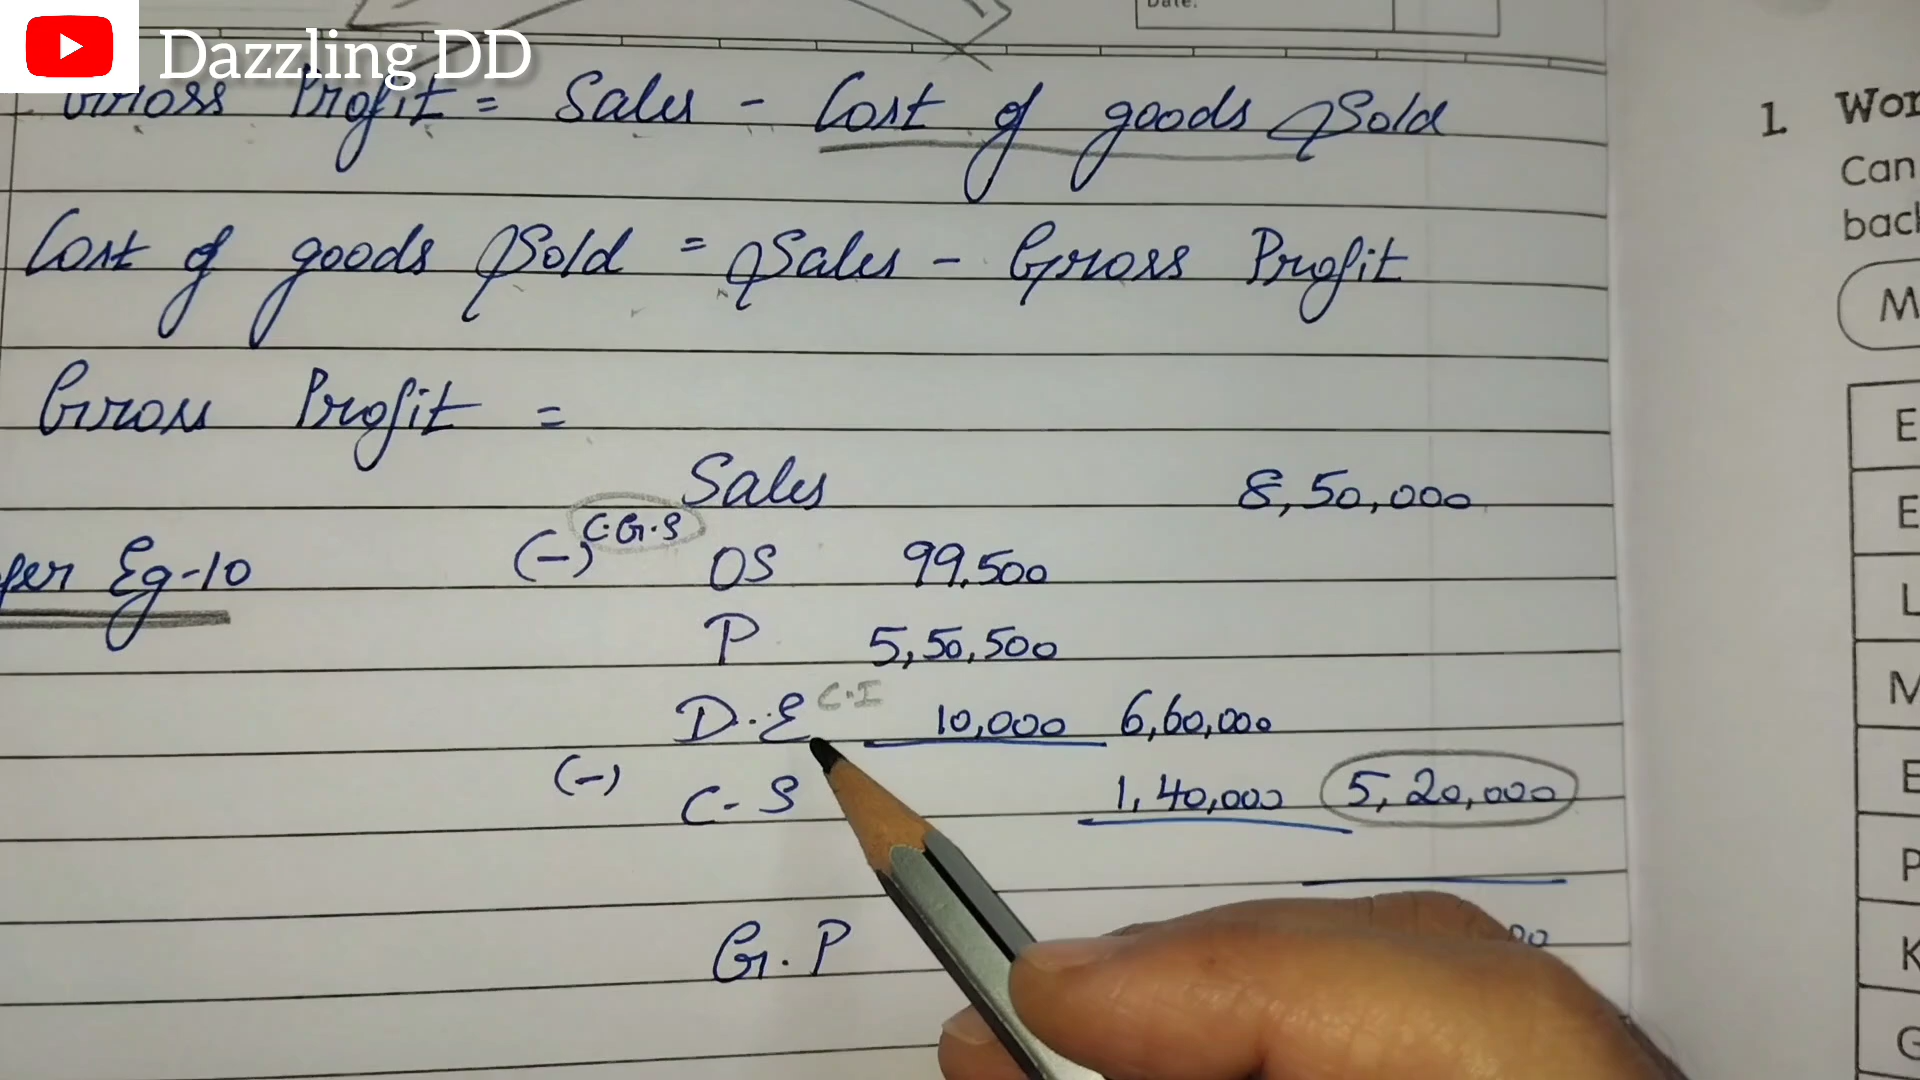 Dazzling DD
Date:
Gross Profit = Sales - Cost of goods Sold
Cost of goods Sold = Sales - Gross Profit
Gross Profit =
Sales 8,50,000
(-) C.G.S OS 99,500
per Eg-10
P 5,50,500
D.E C.I 10,000 6,60,000
(-) C-S 1,40,000 5,20,000
G.P
1.
Can
back
M
E
E
L
M
E
P
K
G